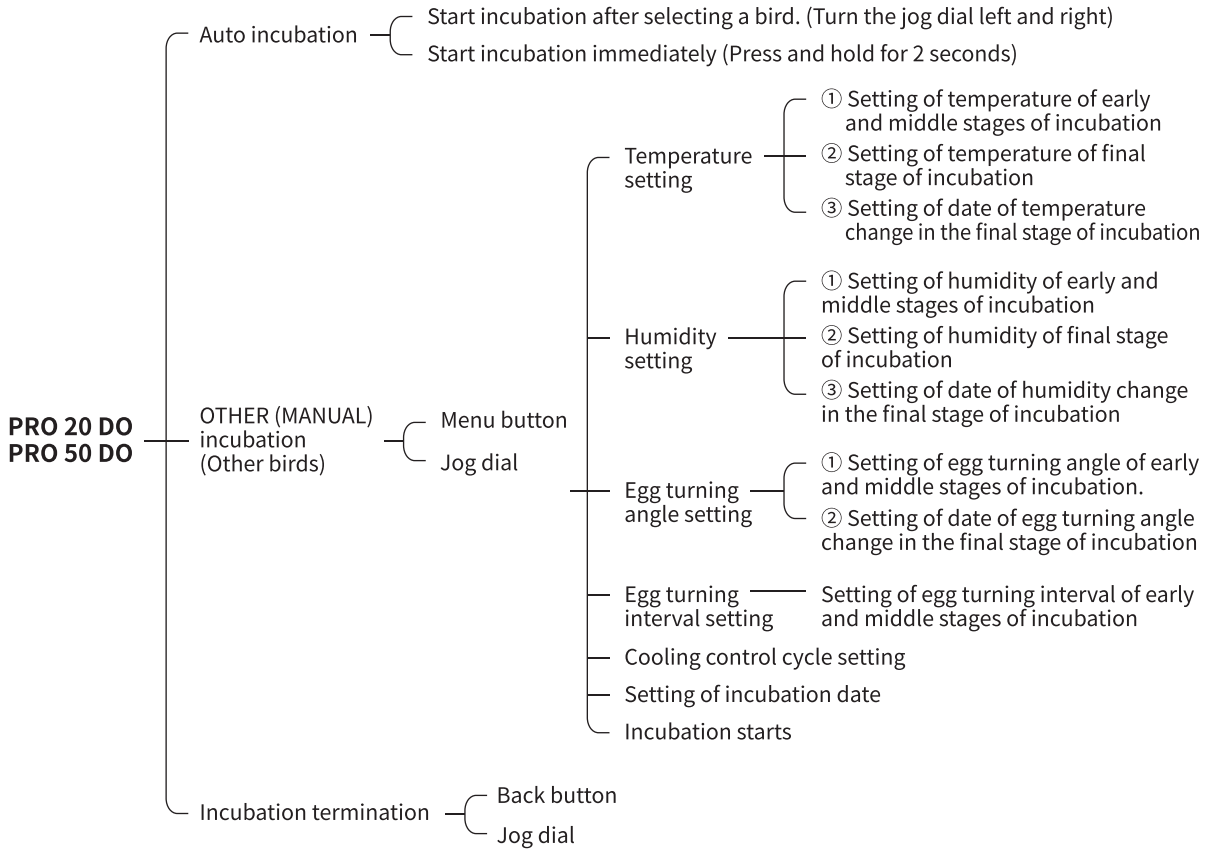 PRO 20 DO
PRO 50 DO
Auto incubation
Start incubation after selecting a bird. (Turn the jog dial left and right)
Start incubation immediately (Press and hold for 2 seconds)
OTHER (MANUAL)
incubation
(Other birds)
Menu button
Jog dial
Temperature
setting
① Setting of temperature of early
and middle stages of incubation
② Setting of temperature of final
stage of incubation
③ Setting of date of temperature
change in the final stage of incubation
Humidity
setting
① Setting of humidity of early and
middle stages of incubation
② Setting of humidity of final stage
of incubation
③ Setting of date of humidity change
in the final stage of incubation
Egg turning
angle setting
① Setting of egg turning angle of early
and middle stages of incubation.
② Setting of date of egg turning angle
change in the final stage of incubation
Egg turning
interval setting
Setting of egg turning interval of early
and middle stages of incubation
Cooling control cycle setting
Setting of incubation date
Incubation starts
Incubation termination
Back button
Jog dial